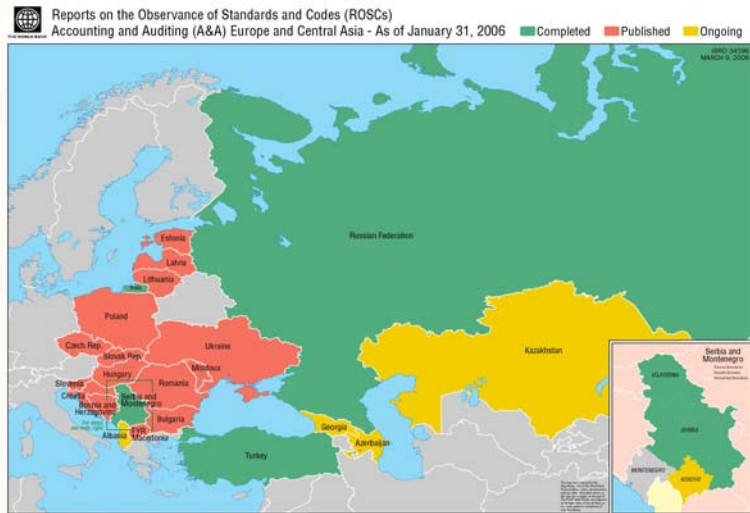 THE WORLD BANK
Reports on the Observance of Standards and Codes (ROSCs)
Accounting and Auditing (A&A) Europe and Central Asia - As of January 31, 2006
Completed
Published
Ongoing
MARCH 9, 2006
Russian Federation
Estonia
Latvia
Lithuania
Poland
Czech Rep.
Slovak Rep.
Ukraine
Kazakhstan
Hungary
Moldova
Slovenia
Romania
Croatia
Serbia and
Montenegro
Bosnia and
Herzegovina
Bulgaria
Albania
FYR
Macedonia
Georgia
Azerbaijan
Turkey
Serbia and
Montenegro
VOJVODINA
SERBIA
MONTENEGRO
KOSOVO